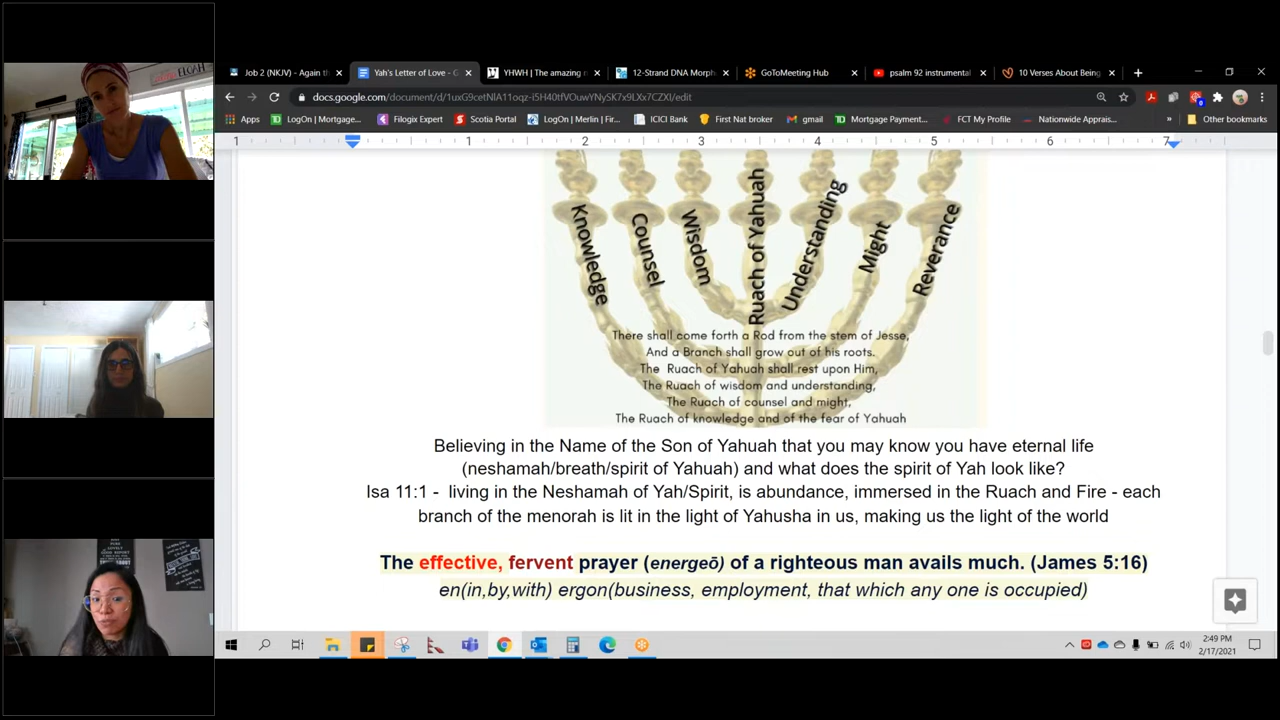 Job 2 (NKJV) - Again th
Yah's Letter of Love - G
YHWH | The amazing n
12-Strand DNA Morph
GoToMeeting Hub
psalm 92 instrumental
10 Verses About Being
docs.google.com/document/d/1uxG9cetNlA11oqz-i5H40tfVOuwYNySK7x9LXx7CZXI/edit
Apps
LogOn | Mortgage...
Filogix Expert
Scotia Portal
LogOn | Merlin | Fir...
ICICI Bank
First Nat broker
gmail
Mortgage Payment...
FCT My Profile
Nationwide Apprais...
»
Other bookmarks
1 2 3 4 5 6 7
Knowledge
Counsel
Wisdom
Ruach of Yahuah
Understanding
Might
Reverance
There shall come forth a Rod from the stem of Jesse,
And a Branch shall grow out of his roots.
The Ruach of Yahuah shall rest upon Him,
The Ruach of wisdom and understanding,
The Ruach of counsel and might,
The Ruach of knowledge and of the fear of Yahuah
Believing in the Name of the Son of Yahuah that you may know you have eternal life
(neshamah/breath/spirit of Yahuah) and what does the spirit of Yah look like?
Isa 11:1 - living in the Neshamah of Yah/Spirit, is abundance, immersed in the Ruach and Fire - each
branch of the menorah is lit in the light of Yahusha in us, making us the light of the world
The effective, fervent prayer (energeō) of a righteous man avails much. (James 5:16)
en(in,by,with) ergon(business, employment, that which any one is occupied)
2:49 PM
2/17/2021